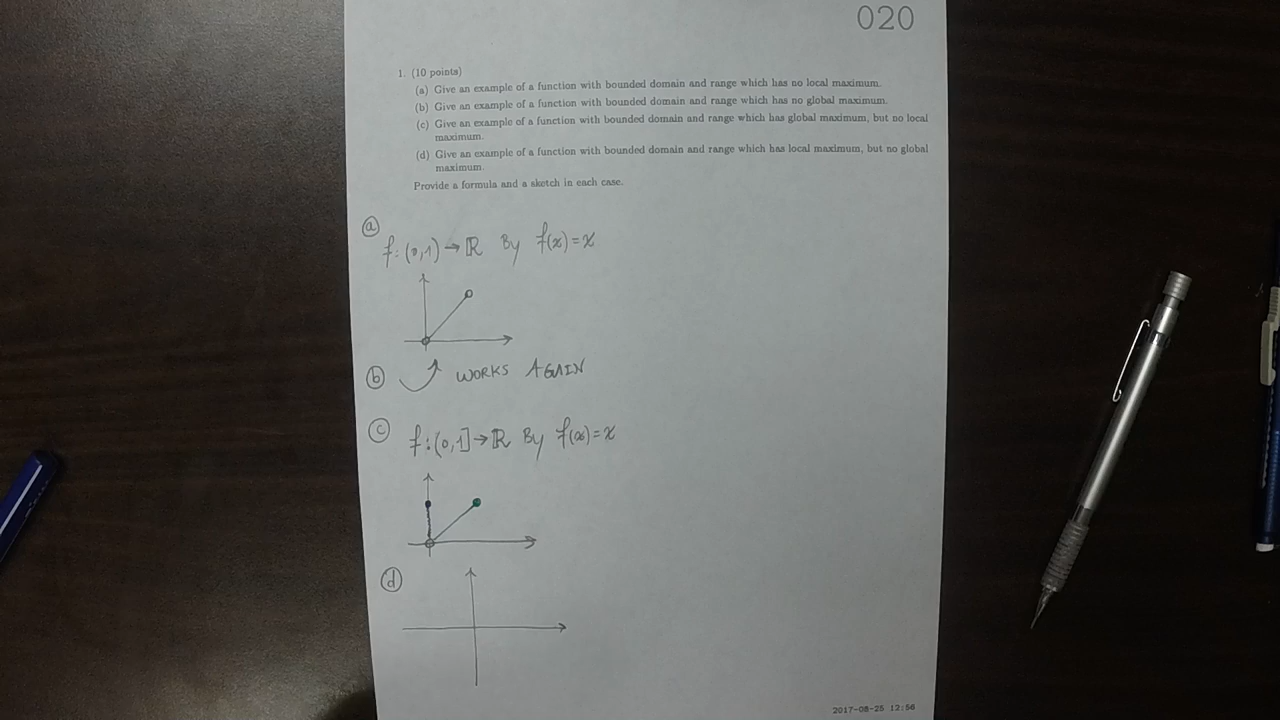 020
1. (10 points)
(a) Give an example of a function with bounded domain and range which has no local maximum.
(b) Give an example of a function with bounded domain and range which has no global maximum.
(c) Give an example of a function with bounded domain and range which has global maximum, but no local
maximum.
(d) Give an example of a function with bounded domain and range which has local maximum, but no global
maximum.
Provide a formula and a sketch in each case.
ⓐ
f:(0,1)→ℝ By f(x)=x
ⓑ WORKS AGAIN
ⓒ f:(0,1]→ℝ By f(x)=x
ⓓ
2017-08-25 12:56